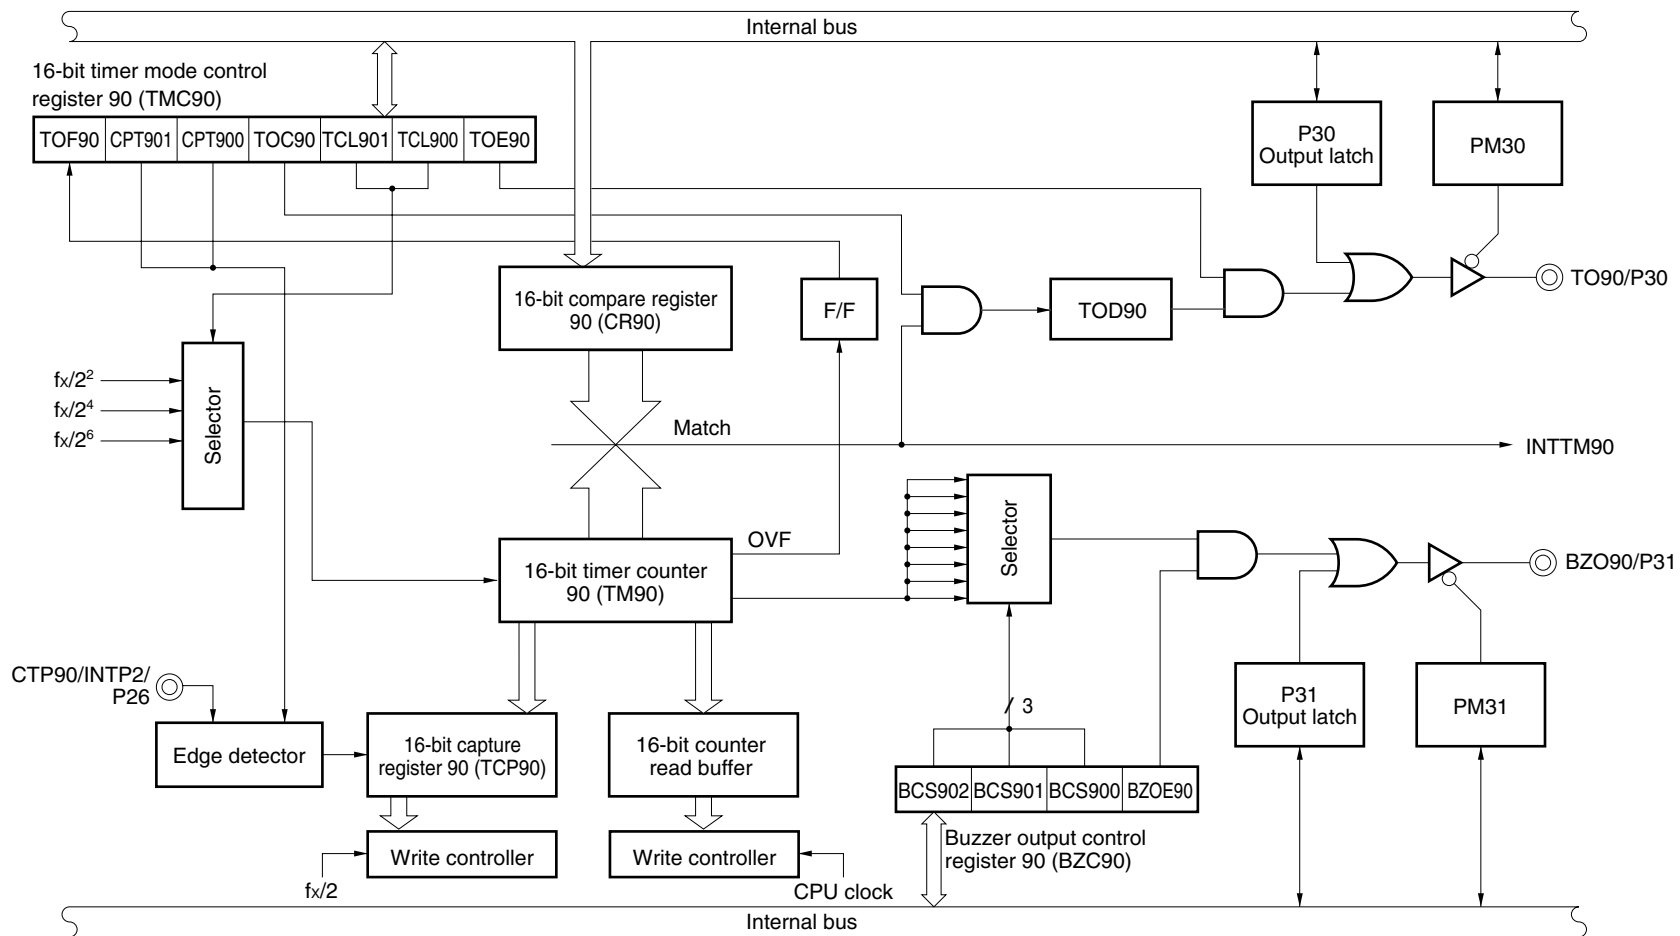 Internal bus
16-bit timer mode control
register 90 (TMC90)
TOF90 CPT901 CPT900 TOC90 TCL901 TCL900 TOE90
P30
Output latch
PM30
16-bit compare register
90 (CR90)
F/F
TOD90
TO90/P30
fx/2²
fx/2⁴
fx/2⁶
Selector
Match
INTTM90
OVF
16-bit timer counter
90 (TM90)
Selector
BZO90/P31
CTP90/INTP2/
P26
Edge detector
16-bit capture
register 90 (TCP90)
16-bit counter
read buffer
3
P31
Output latch
PM31
BCS902 BCS901 BCS900 BZOE90
Buzzer output control
register 90 (BZC90)
Write controller
Write controller
fx/2
CPU clock
Internal bus